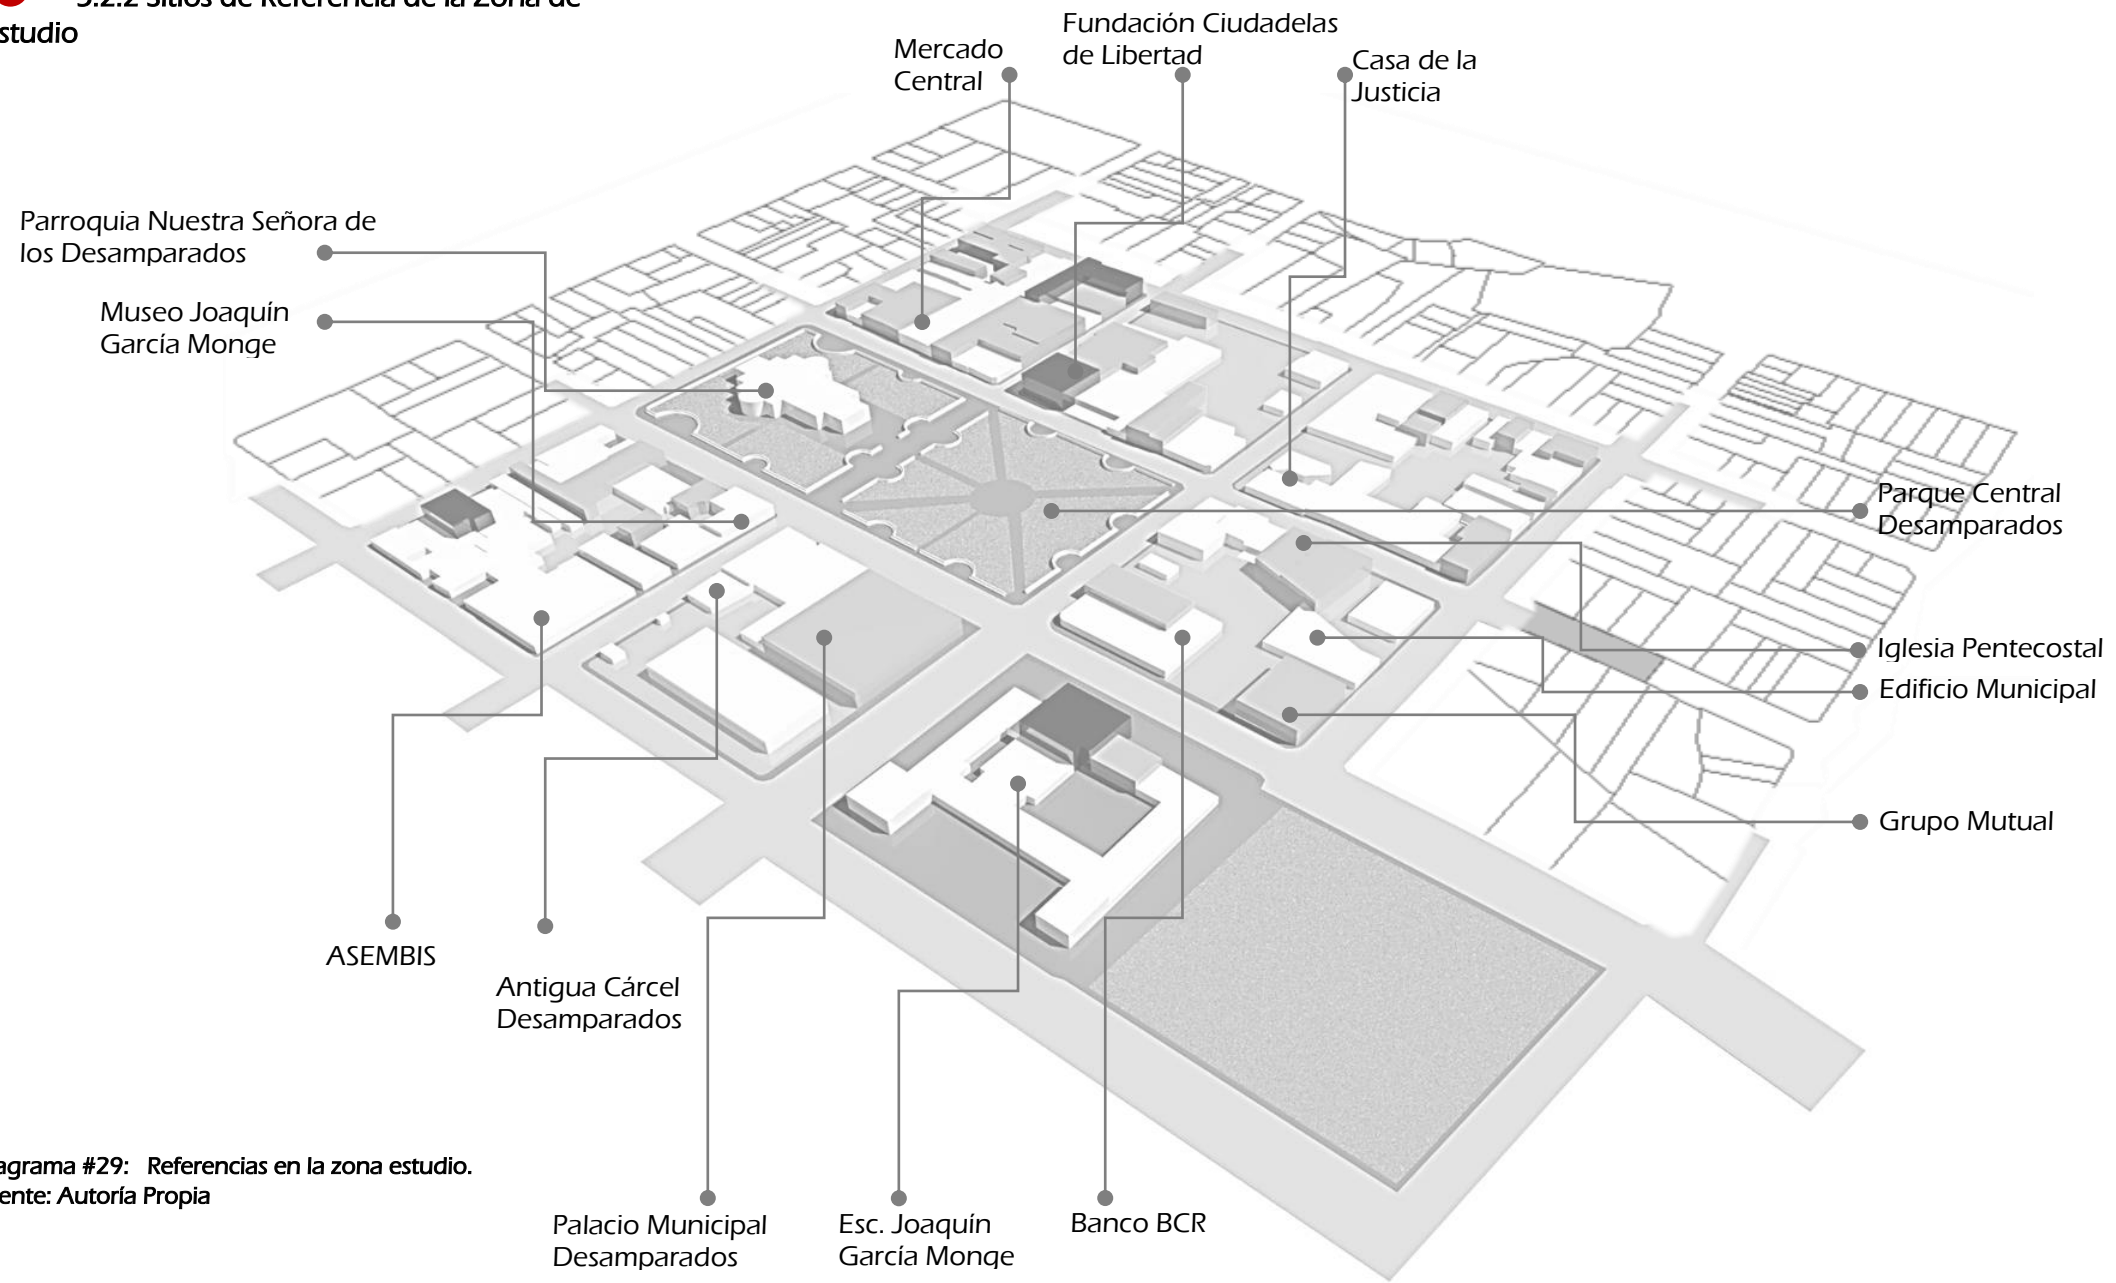 5.2.2 Sitios de Referencia de la Zona de
studio
Fundación Ciudadelas
de Libertad
Mercado
Central
Casa de la
Justicia
Parroquia Nuestra Señora de
los Desamparados
Museo Joaquín
García Monge
Parque Central
Desamparados
Iglesia Pentecostal
Edificio Municipal
Grupo Mutual
ASEMBIS
Antigua Cárcel
Desamparados
agrama #29: Referencias en la zona estudio.
ente: Autoría Propia
Palacio Municipal
Desamparados
Esc. Joaquín
García Monge
Banco BCR